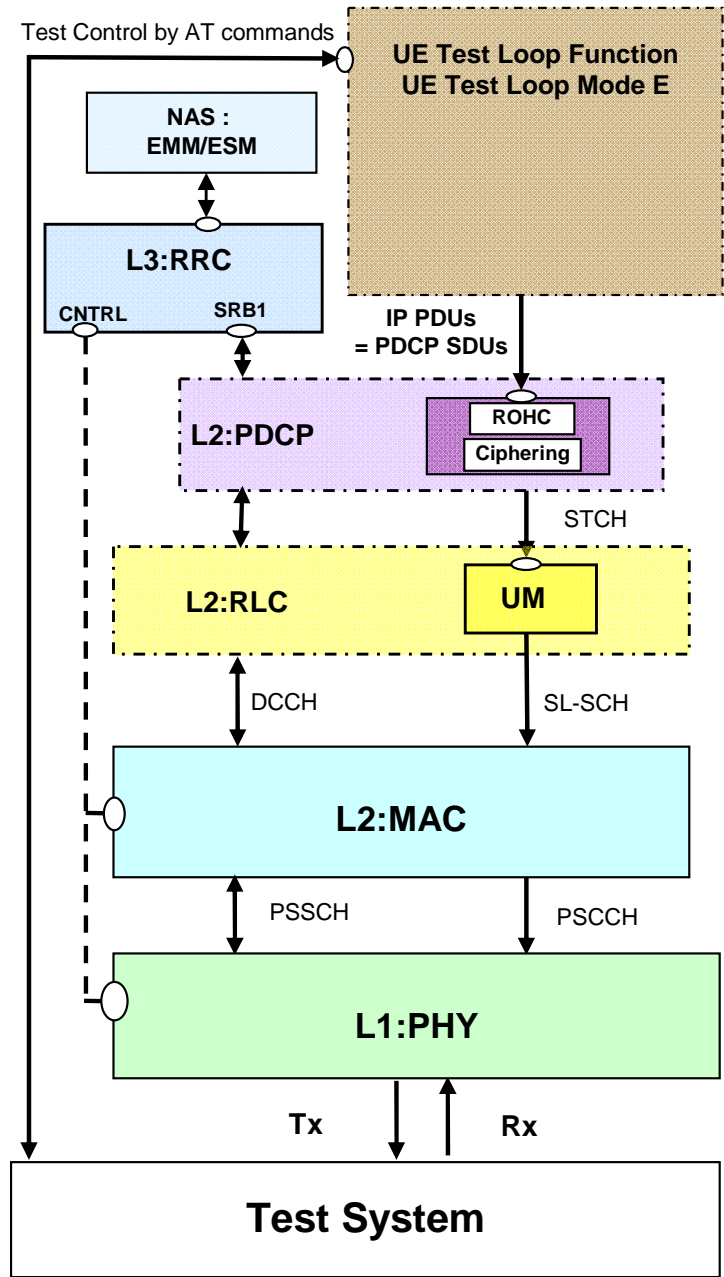 Test Control by AT commands
UE Test Loop Function
UE Test Loop Mode E
NAS :
EMM/ESM
L3:RRC
CNTRL
SRB1
IP PDUs
= PDCP SDUs
L2:PDCP
ROHC
Ciphering
STCH
L2:RLC
UM
DCCH
SL-SCH
L2:MAC
PSSCH
PSCCH
L1:PHY
Tx
Rx
Test System